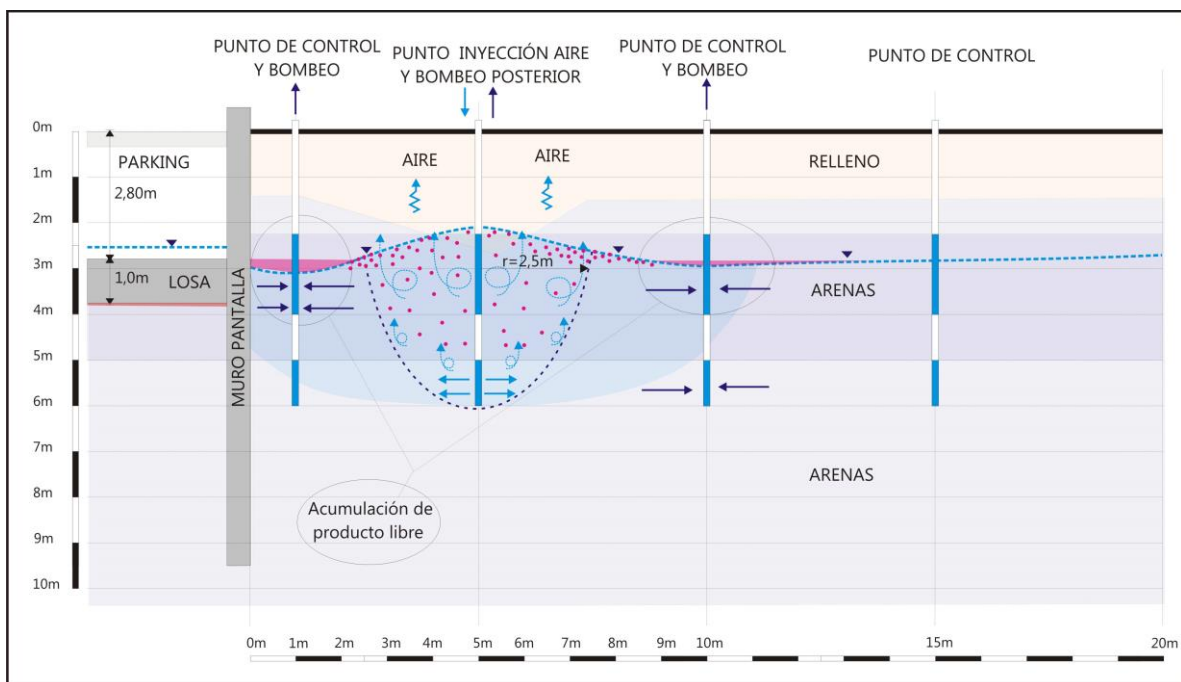 PUNTO DE CONTROL
Y BOMBEO
PUNTO INYECCIÓN AIRE
Y BOMBEO POSTERIOR
PUNTO DE CONTROL
Y BOMBEO
PUNTO DE CONTROL
0m
1m
2m
3m
4m
5m
6m
7m
8m
9m
10m
PARKING
2,80m
1,0m
LOSA
MURO PANTALLA
AIRE
AIRE
RELLENO
r=2,5m
ARENAS
ARENAS
Acumulación de
producto libre
0m 1m 2m 3m 4m 5m 6m 7m 8m 9m 10m 15m 20m